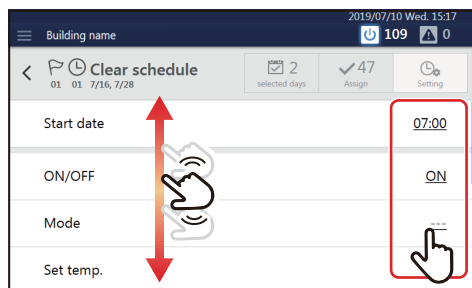 2019/07/10 Wed. 15:17
Building name
109
0
Clear schedule
01 01 7/16, 7/28
2
selected days
47
Assign
Setting
Start date
07:00
ON/OFF
ON
Mode
---
Set temp.